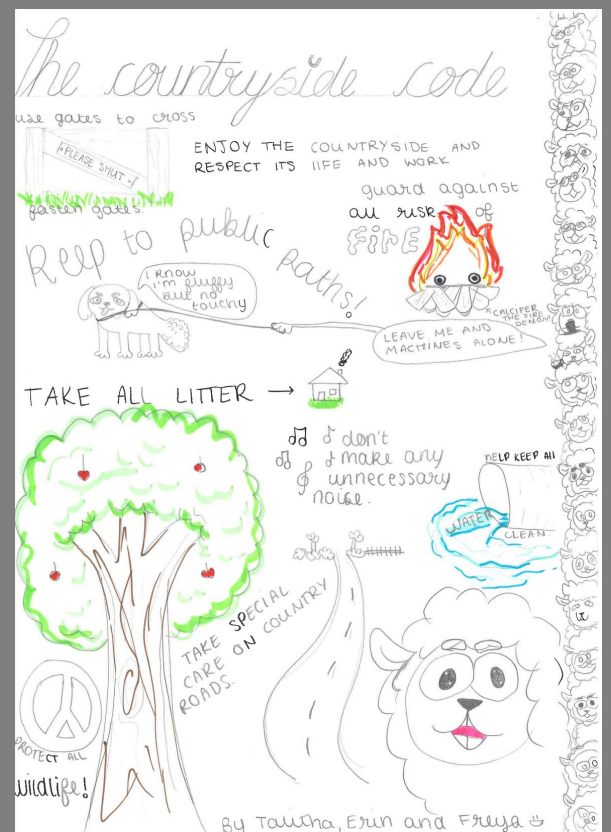 The countryside code
use gates to cross
PLEASE SHUT
fasten gates.
ENJOY THE COUNTRYSIDE AND
RESPECT ITS lIFE AND WORK
guard against
all risk of
FiRE
Keep to public paths!
I know
i'm fluffy
but no
touchy
CALCIFER
THE FIRE
DEMON
LEAVE ME AND
MACHINES ALONE!
TAKE ALL LITTER →
don't
make any
unnecessary
noise.
HELP KEEP All
WATER
CLEAN.
TAKE SPECIAL
CARE ON COUNTRY
ROADS.
PROTECT ALL
wildlife!
By Tabitha, Erin and Freya